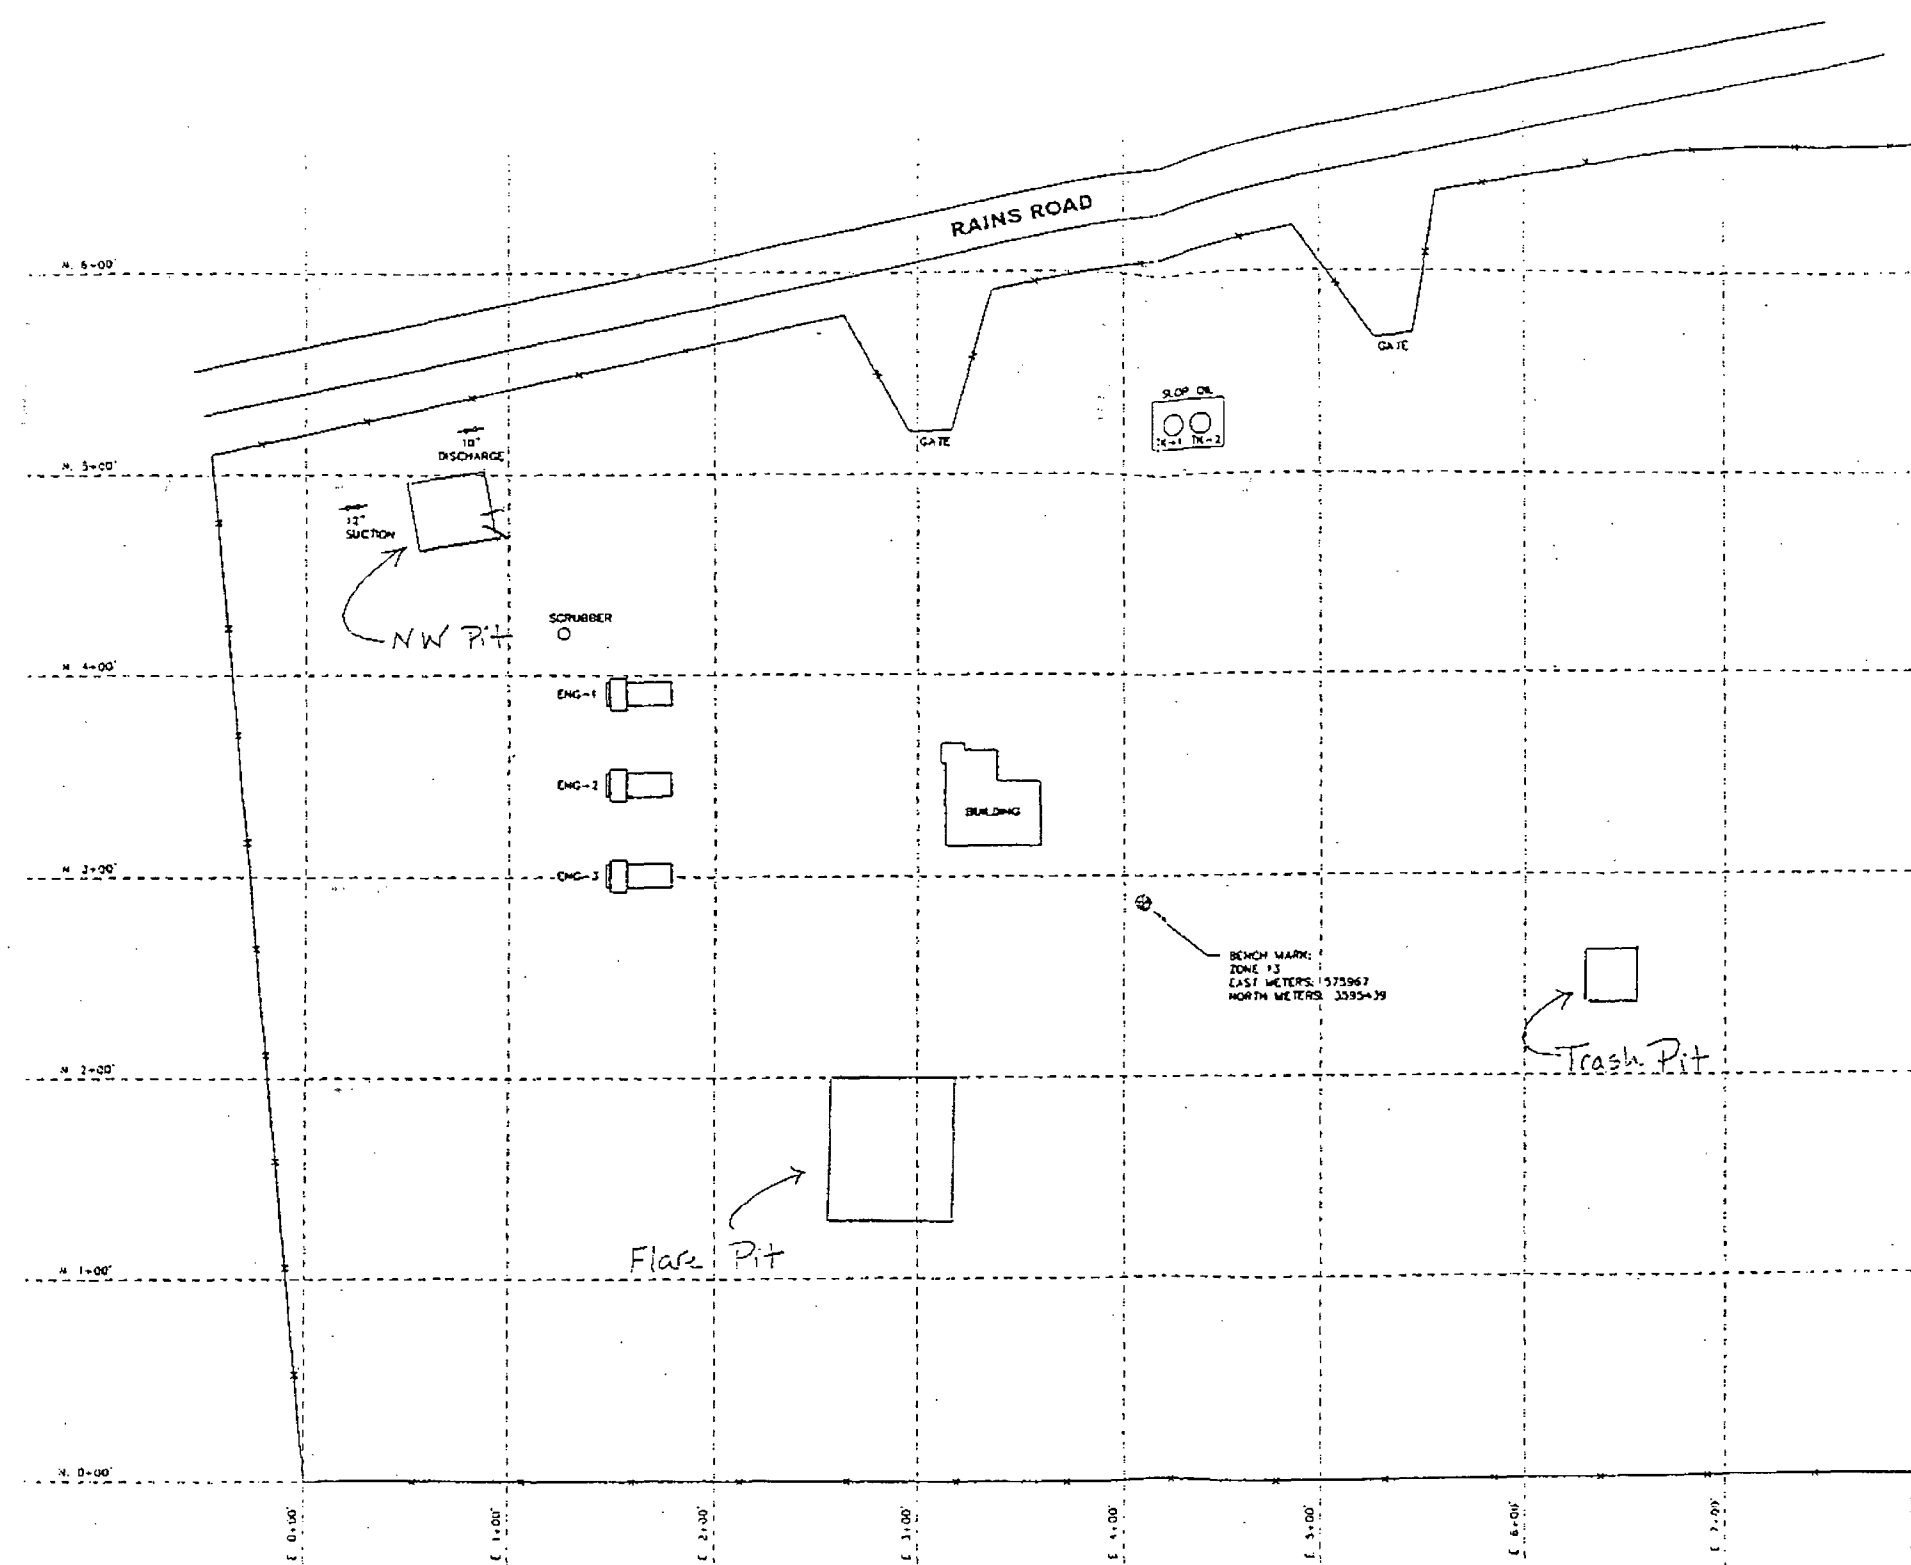 RAINS ROAD
N. 6+00'
GATE
SLOP OIL
TK-1 TK-2
10"
DISCHARGE
GATE
N. 5+00'
12"
SUCTION
SCRUBBER
NW Pit
N. 4+00'
ENG-1
ENG-2
BUILDING
N. 3+00'
ENG-3
BENCH MARK:
ZONE 13
EAST METERS: 575967
NORTH METERS: 3595439
Trash Pit
N. 2+00'
Flare Pit
N. 1+00'
N. 0+00'
E 0+00'
E 1+00'
E 2+00'
E 3+00'
E 4+00'
E 5+00'
E 6+00'
E 7+00'